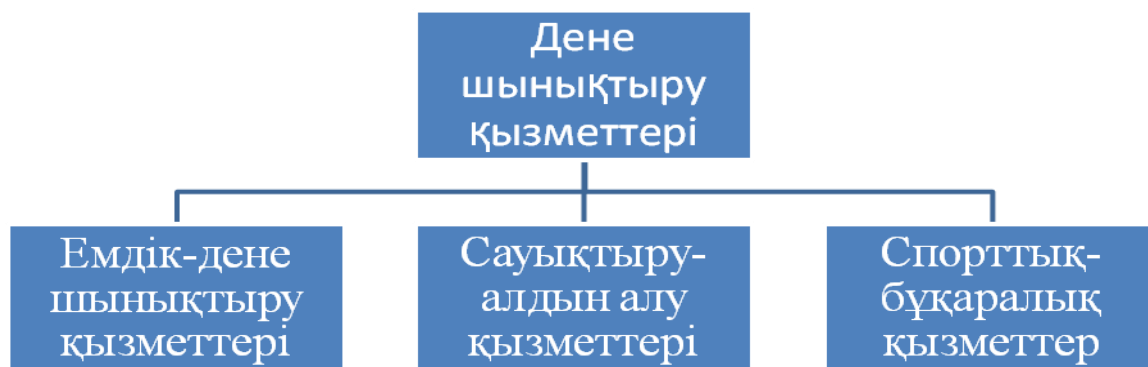 Дене
шынықтыру
қызметтері
Емдік-дене
шынықтыру
қызметтері
Сауықтыру-
алдын алу
қызметтері
Спорттық-
бұқаралық
қызметтер